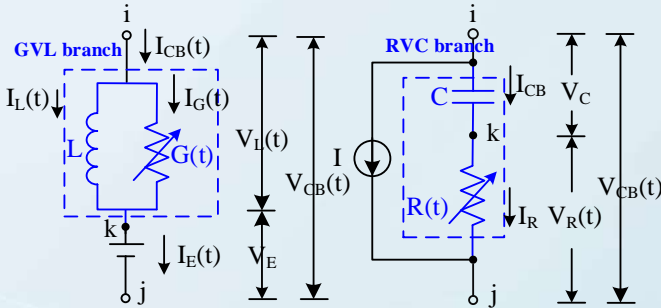 i
GVL branch
I_CB(t)
I_L(t)
I_G(t)
L
G(t)
V_L(t)
V_CB(t)
k
I_E(t)
V_E
j
i
RVC branch
I_CB
C
V_C
k
I
R(t)
I_R
V_R(t)
V_CB(t)
j